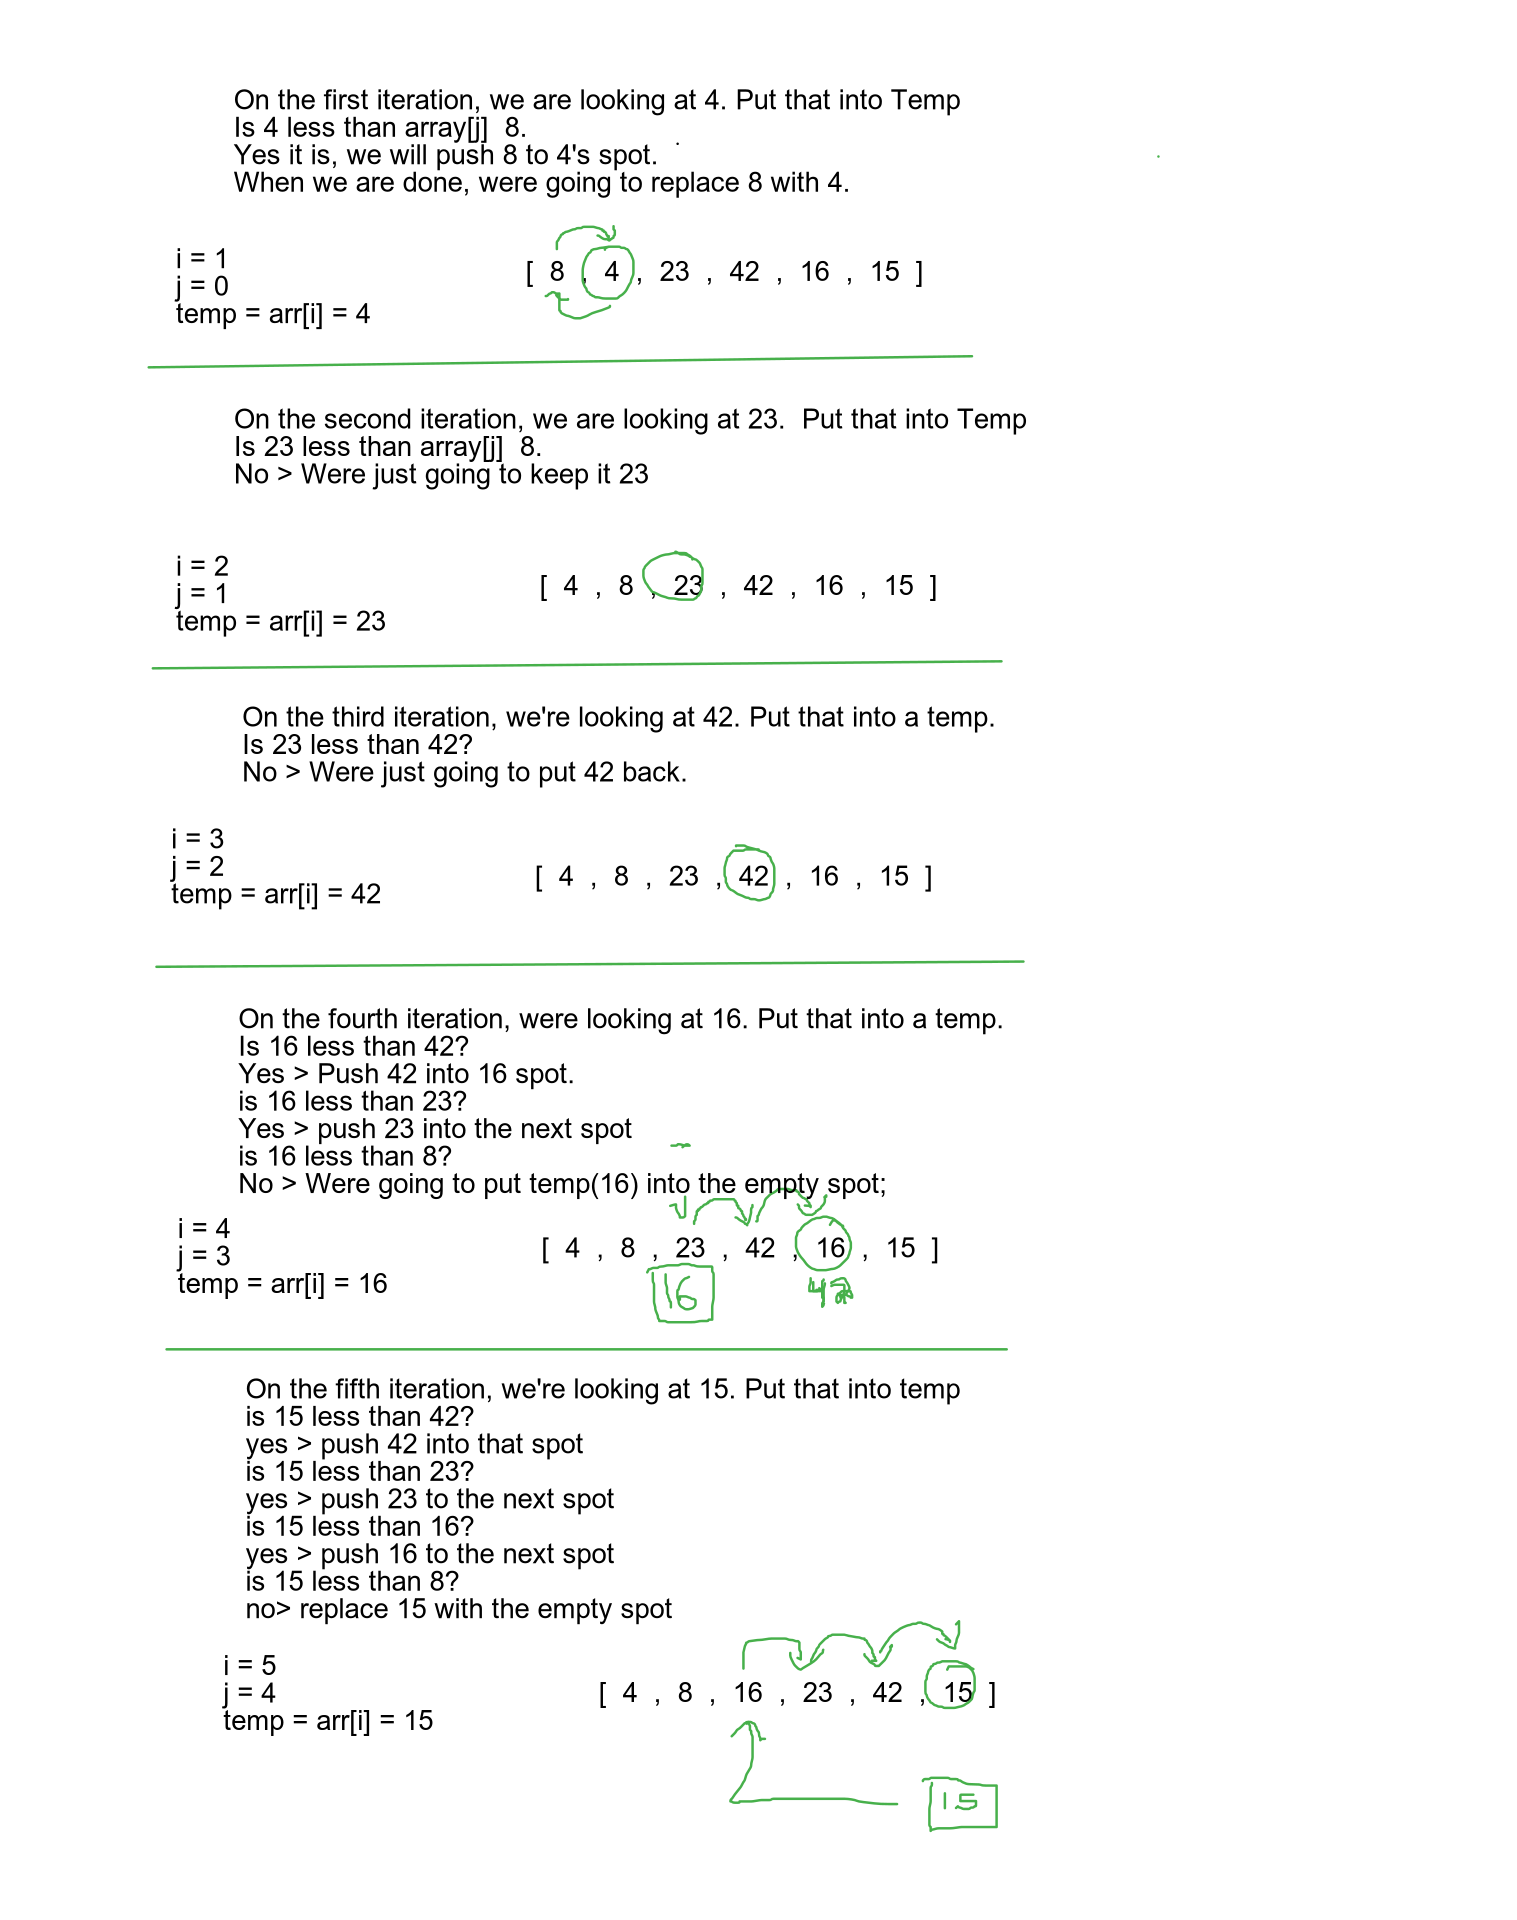 On the first iteration, we are looking at 4. Put that into Temp
Is 4 less than array[j]  8.
Yes it is, we will push 8 to 4's spot.
When we are done, were going to replace 8 with 4.
i = 1
j = 0
temp = arr[i] = 4
[ 8 , 4 , 23 , 42 , 16 , 15 ]
On the second iteration, we are looking at 23.  Put that into Temp
Is 23 less than array[j]  8.
No > Were just going to keep it 23
i = 2
j = 1
temp = arr[i] = 23
[ 4 , 8 , 23 , 42 , 16 , 15 ]
On the third iteration, we're looking at 42. Put that into a temp.
Is 23 less than 42?
No > Were just going to put 42 back.
i = 3
j = 2
temp = arr[i] = 42
[ 4 , 8 , 23 , 42 , 16 , 15 ]
On the fourth iteration, were looking at 16. Put that into a temp.
Is 16 less than 42?
Yes > Push 42 into 16 spot.
is 16 less than 23?
Yes > push 23 into the next spot
is 16 less than 8?
No > Were going to put temp(16) into the empty spot;
i = 4
j = 3
temp = arr[i] = 16
[ 4 , 8 , 23 , 42 , 16 , 15 ]
16 42
On the fifth iteration, we're looking at 15. Put that into temp
is 15 less than 42?
yes > push 42 into that spot
is 15 less than 23?
yes > push 23 to the next spot
is 15 less than 16?
yes > push 16 to the next spot
is 15 less than 8?
no> replace 15 with the empty spot
i = 5
j = 4
temp = arr[i] = 15
[ 4 , 8 , 16 , 23 , 42 , 15 ]
15